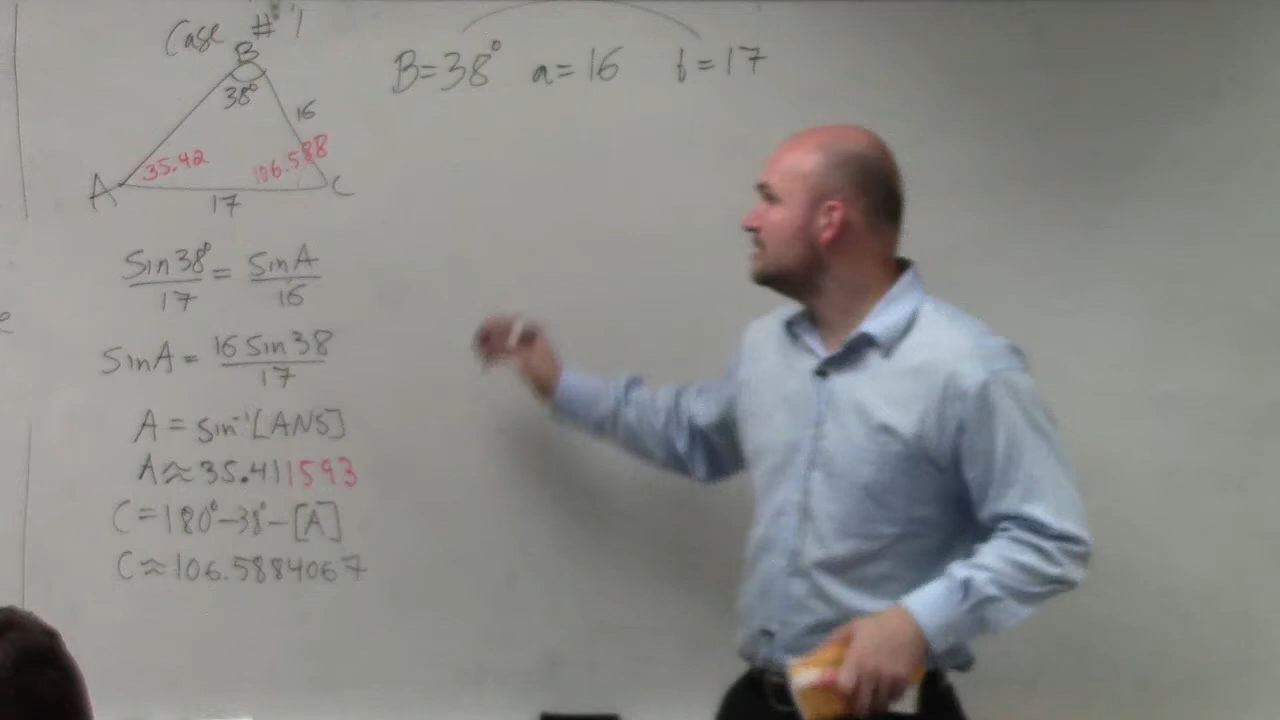 Case #1
B=38° a=16 b=17
B
38°
16
35.42
106.588
A
C
17
sin38°/17 = sinA/16
sinA = 16 sin38/17
A = sin⁻¹[ANS]
A≈35.411593
C=180°-38°-[A]
C≈106.5884067